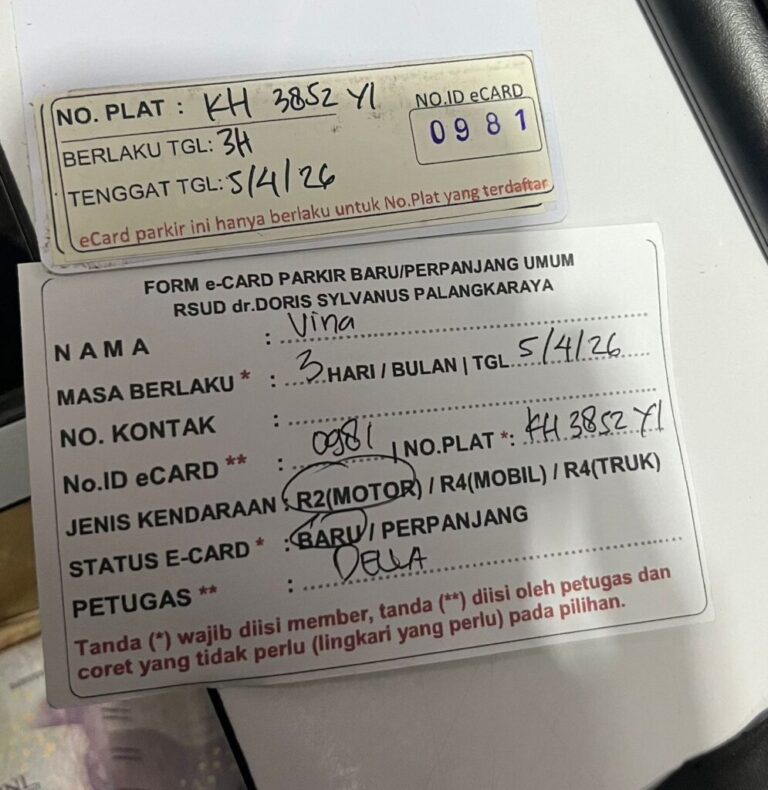 NO. PLAT : KH 3852 YI
NO.ID eCARD
0981
BERLAKU TGL: 3H
TENGGAT TGL: 5/4/26
eCard parkir ini hanya berlaku untuk No.Plat yang terdaftar
FORM e-CARD PARKIR BARU/PERPANJANG UMUM
RSUD dr.DORIS SYLVANUS PALANGKARAYA
NAMA : Vina
MASA BERLAKU * : 3 HARI / BULAN | TGL 5/4/26
NO. KONTAK :
No.ID eCARD ** : 0981 | NO.PLAT *: KH 3852 YI
JENIS KENDARAAN : R2(MOTOR) / R4(MOBIL) / R4(TRUK)
STATUS E-CARD * : BARU / PERPANJANG
PETUGAS ** : DELLA
Tanda (*) wajib diisi member, tanda (**) diisi oleh petugas dan
coret yang tidak perlu (lingkari yang perlu) pada pilihan.